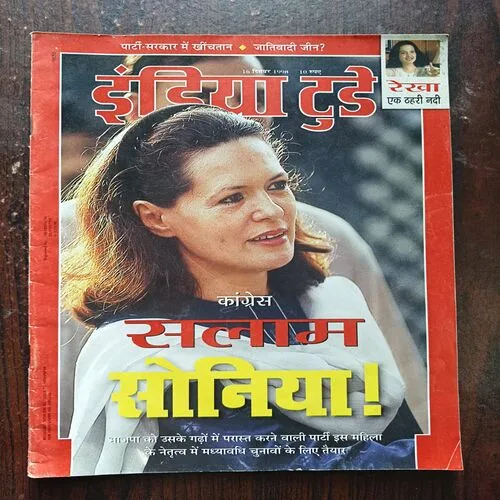 पार्टी-सरकार में खींचतान • जातिवादी जीन?
16 दिसंबर, 1998 10 रुपए
इंडिया टुडे
रेखा
एक ठहरी नदी
कांग्रेस
सलाम
सोनिया!
भाजपा को उसके गढ़ों में परास्त करने वाली पार्टी इस महिला
के नेतृत्व में मध्यावधि चुनावों के लिए तैयार